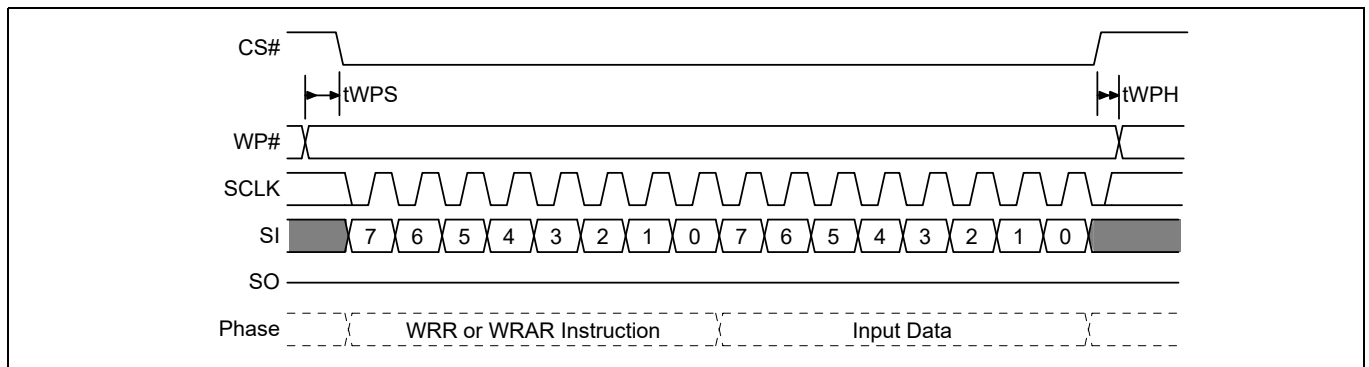 CS#
tWPS tWPH
WP#
SCLK
SI 7 6 5 4 3 2 1 0 7 6 5 4 3 2 1 0
SO
Phase WRR or WRAR Instruction Input Data